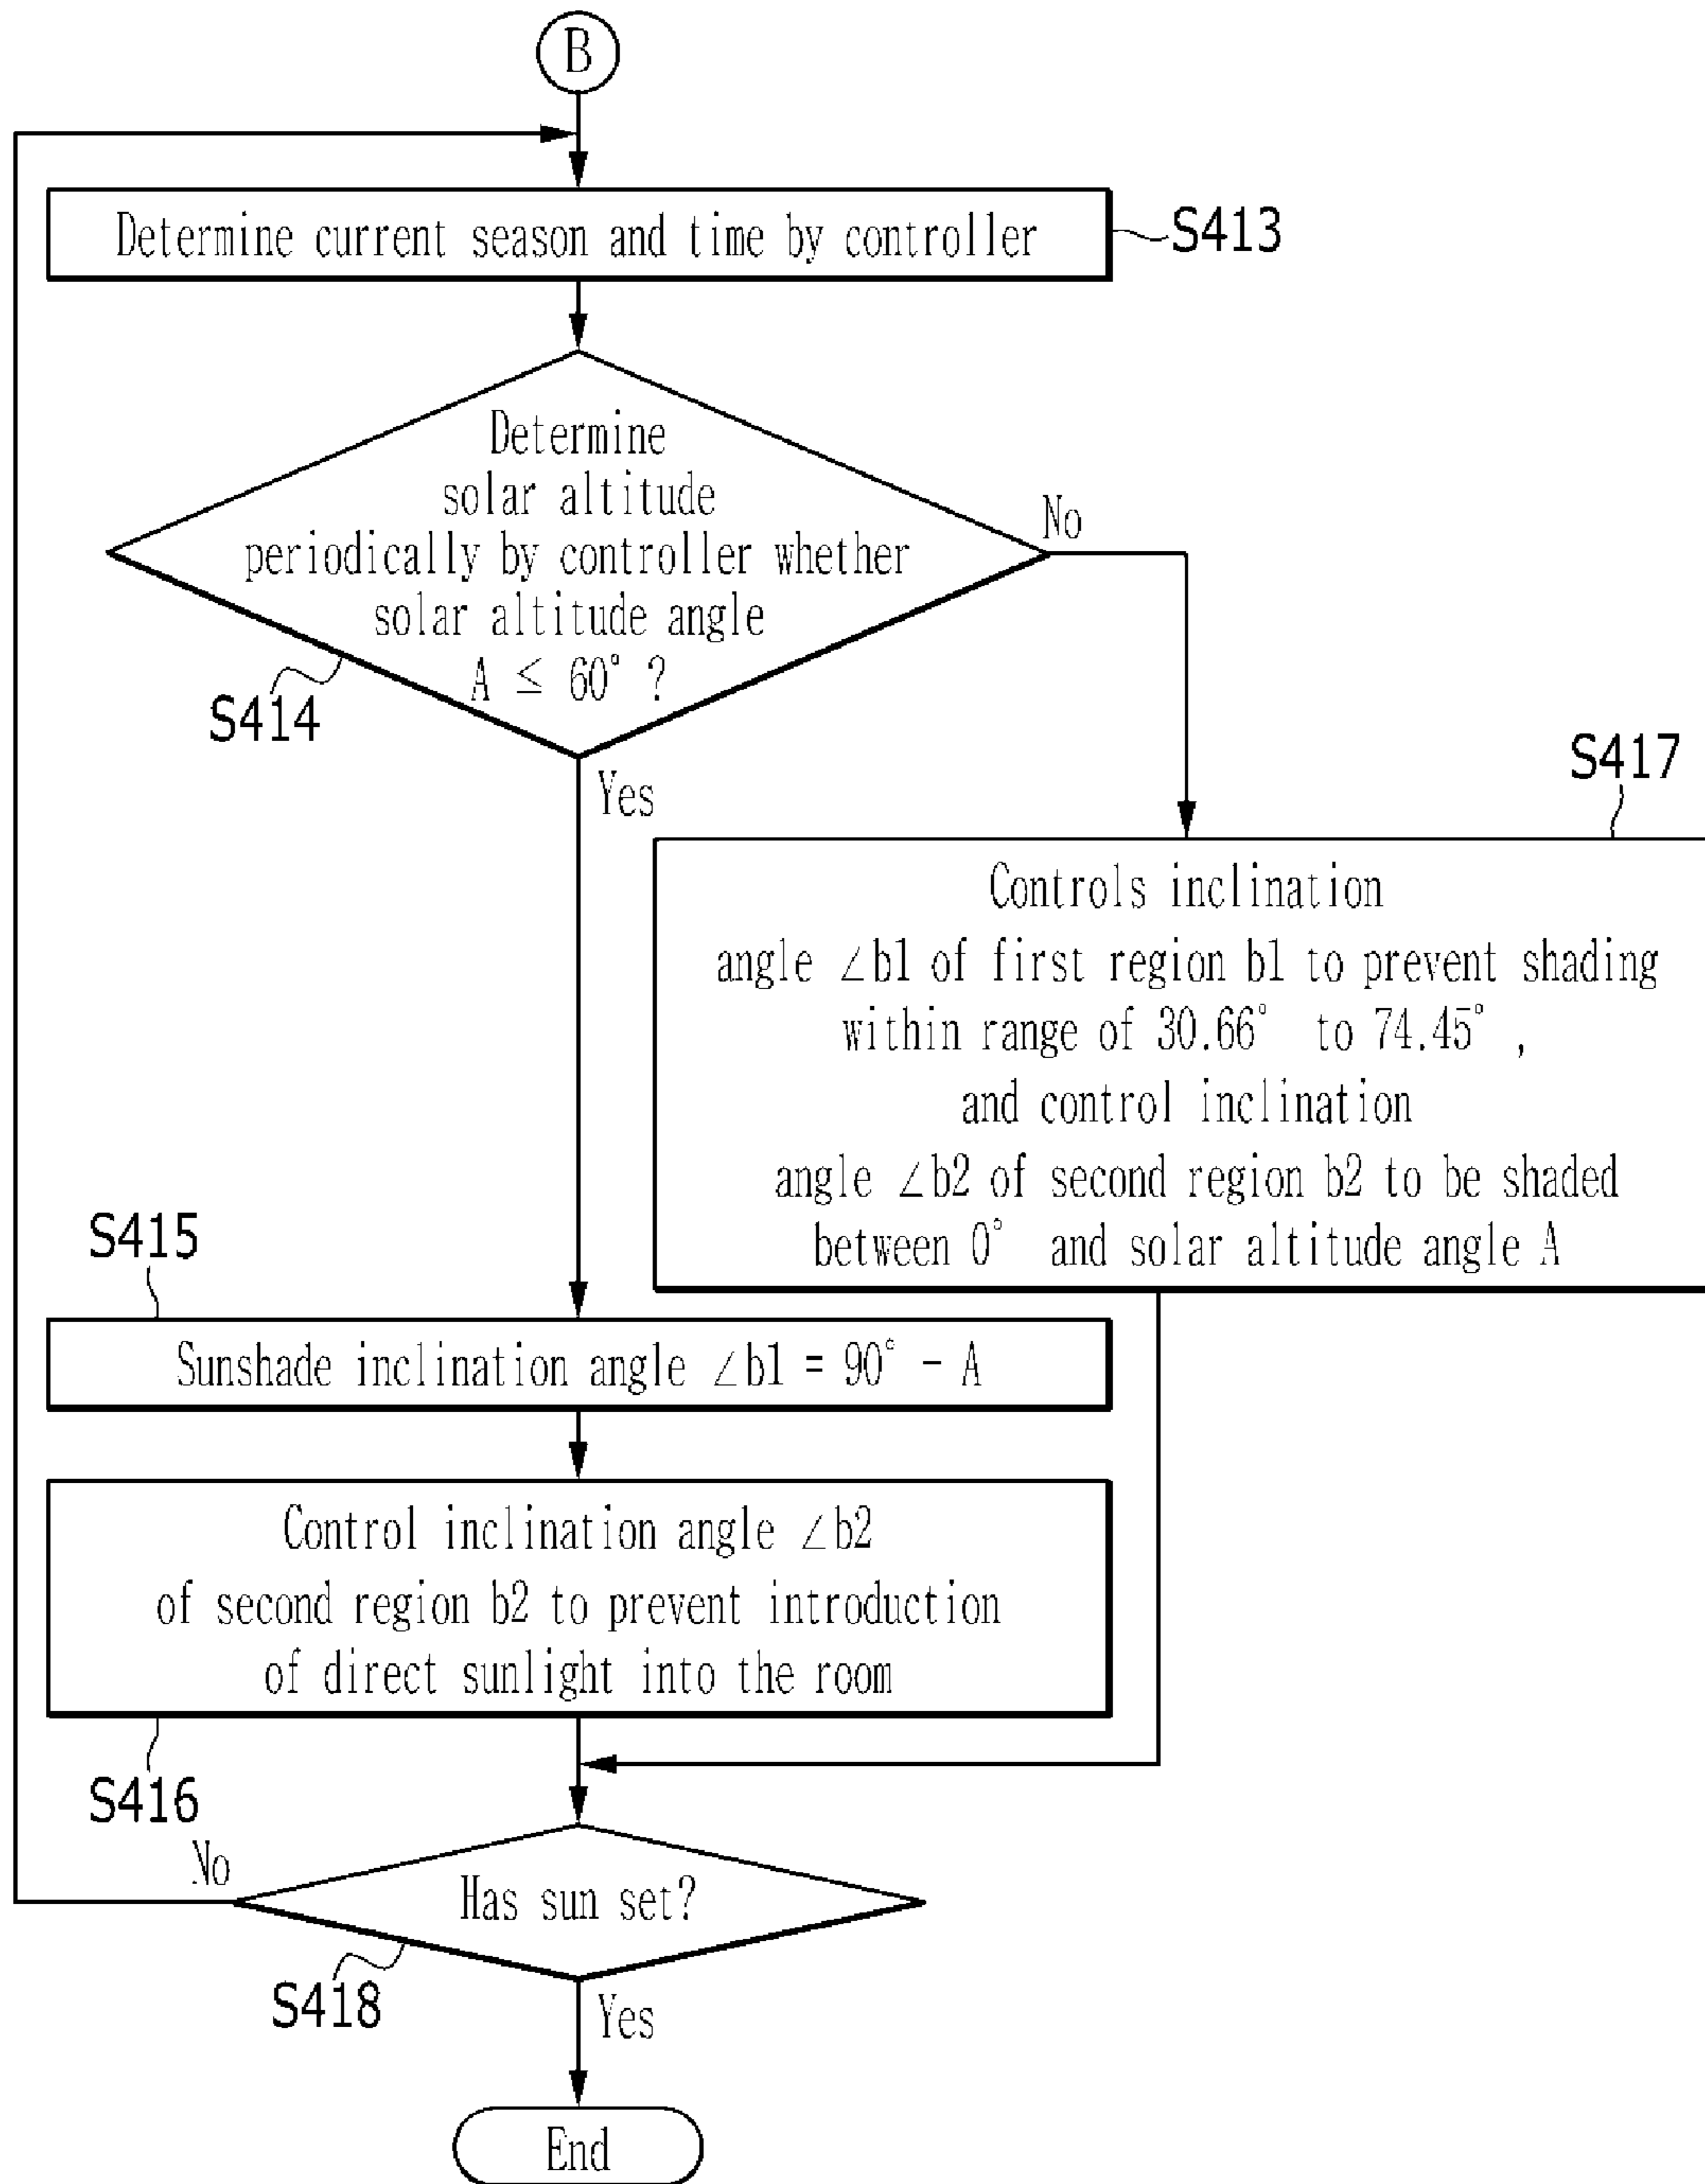 B
Determine current season and time by controller
S413
Determine
solar altitude
periodically by controller whether
solar altitude angle
A ≤ 60° ?
S414
No
Yes
S417
Controls inclination
angle ∠b1 of first region b1 to prevent shading
within range of 30.66° to 74.45° ,
and control inclination
angle ∠b2 of second region b2 to be shaded
between 0° and solar altitude angle A
S415
Sunshade inclination angle ∠b1 = 90° - A
Control inclination angle ∠b2
of second region b2 to prevent introduction
of direct sunlight into the room
S416
No
Has sun set?
S418
Yes
End